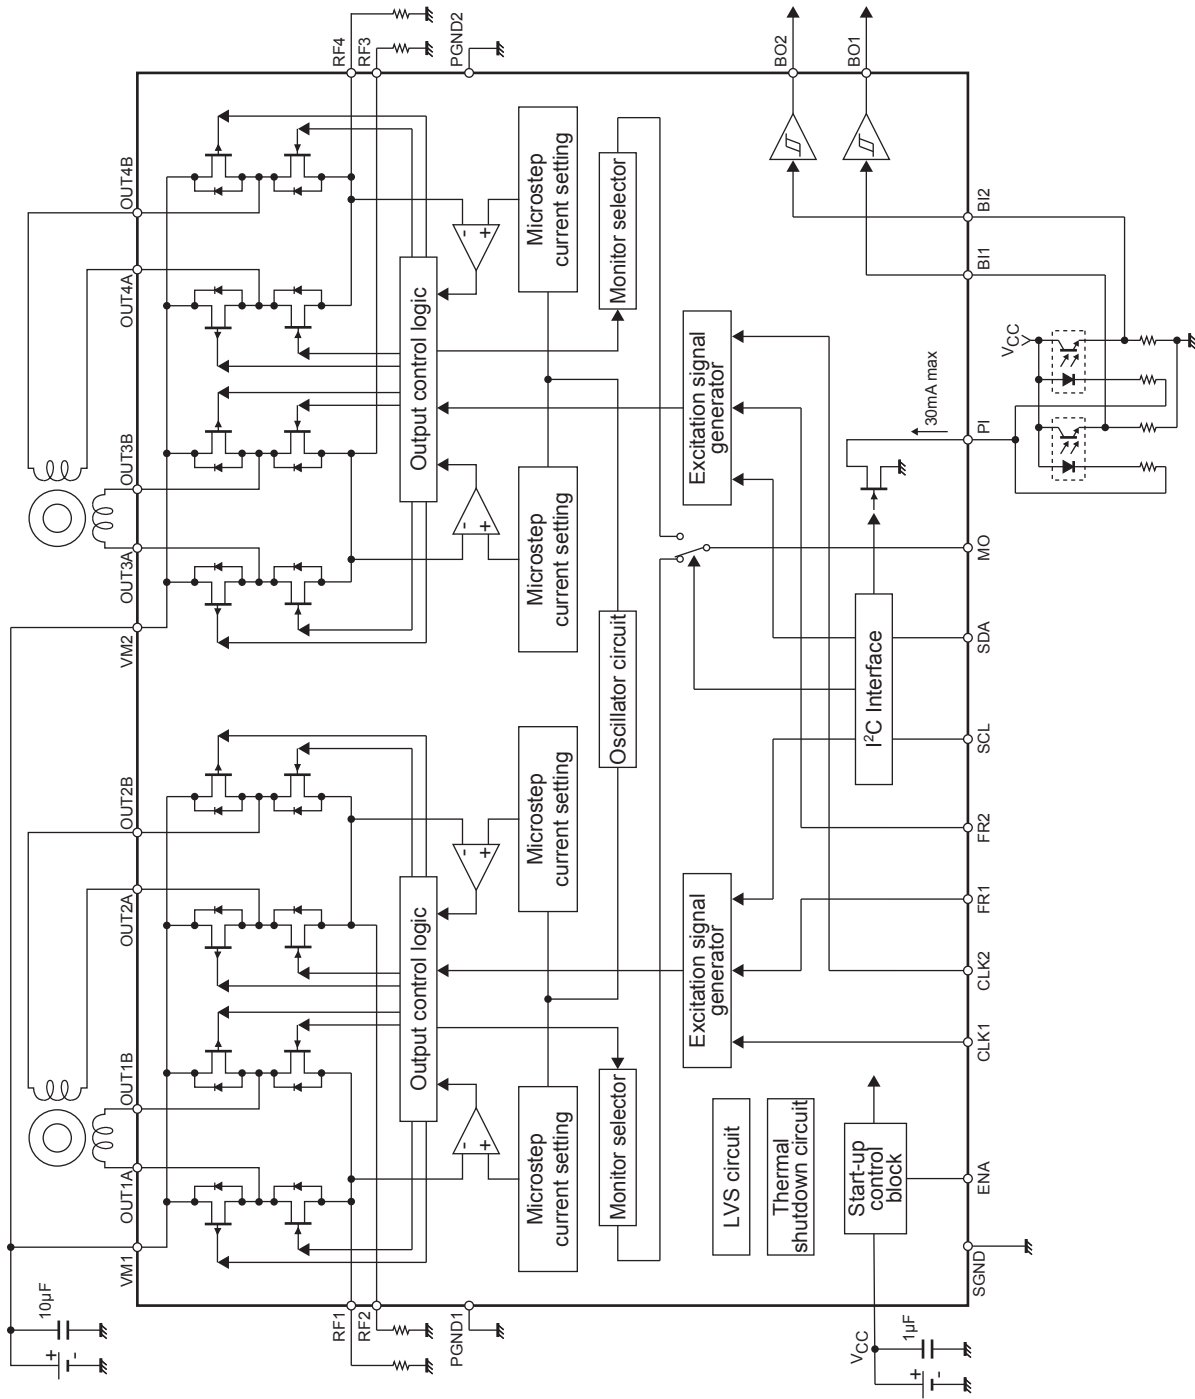 10μF
+
-
VM1
OUT1A
OUT1B
OUT2A
OUT2B
VM2
OUT3A
OUT3B
OUT4A
OUT4B
RF1
RF2
PGND1
RF4
RF3
PGND2
Output control logic
Output control logic
-
+
-
+
-
+
-
+
Microstep
current setting
Microstep
current setting
Microstep
current setting
Microstep
current setting
Monitor selector
Oscillator circuit
Monitor selector
Excitation signal
generator
Excitation signal
generator
LVS circuit
Thermal
shutdown circuit
Start-up
control
block
I²C Interface
BO2
BO1
VCC
1μF
+
-
SGND
ENA
CLK1
CLK2
FR1
FR2
SCL
SDA
MO
PI
BI1
BI2
30mA max
VCC